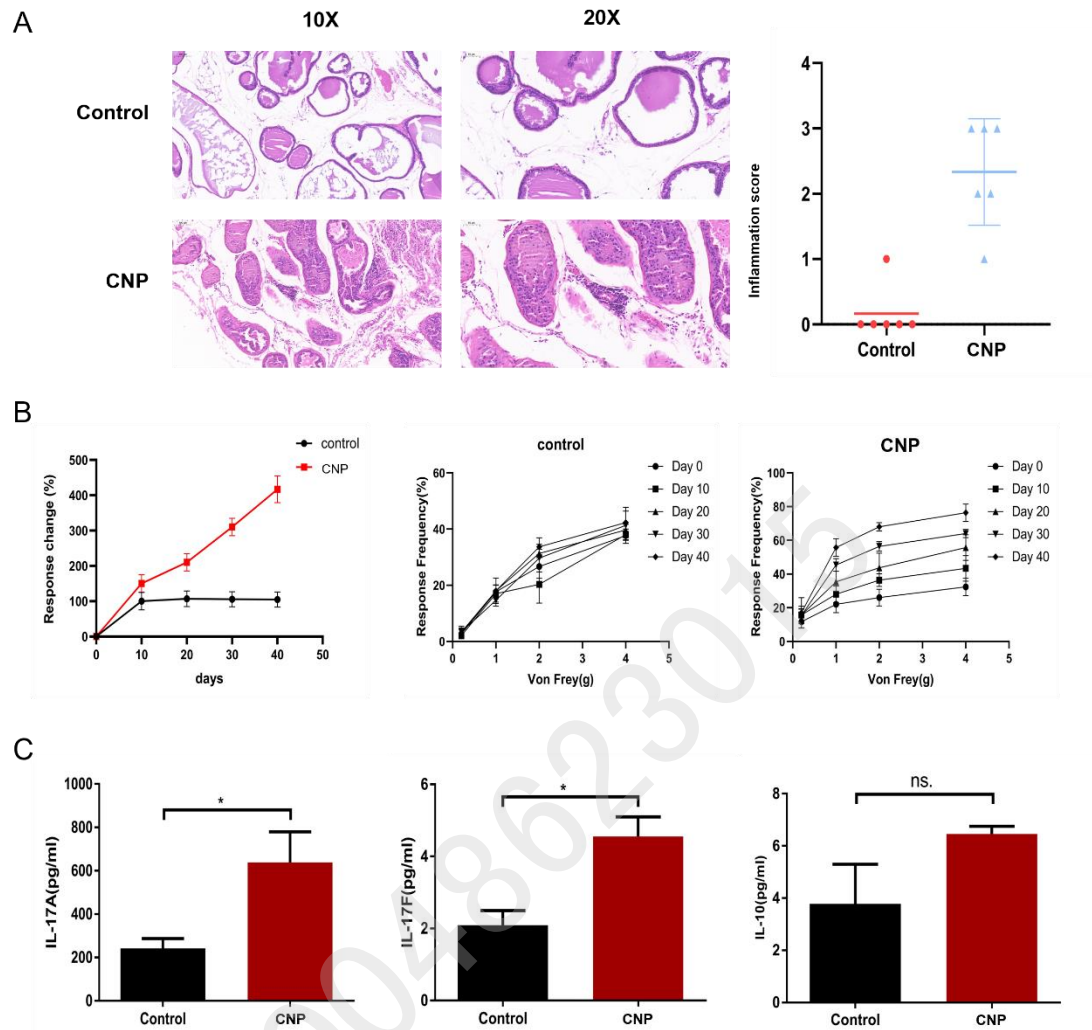 A
10X
20X
Control
CNP
Inflammation score
4
3
2
1
0
Control
CNP
B
control
CNP
Response change (%)
500
400
300
200
100
0
0
10
20
30
40
50
days
control
Response Frequency(%)
60
40
20
0
0
1
2
3
4
5
Von Frey(g)
Day 0
Day 10
Day 20
Day 30
Day 40
CNP
Response Frequency(%)
100
80
60
40
20
0
0
1
2
3
4
5
Von Frey(g)
Day 0
Day 10
Day 20
Day 30
Day 40
C
IL-17A(pg/ml)
1000
800
600
400
200
0
*
Control
CNP
IL-17F(pg/ml)
6
4
2
0
*
Control
CNP
IL-10(pg/ml)
8
6
4
2
0
ns.
Control
CNP
0048623015